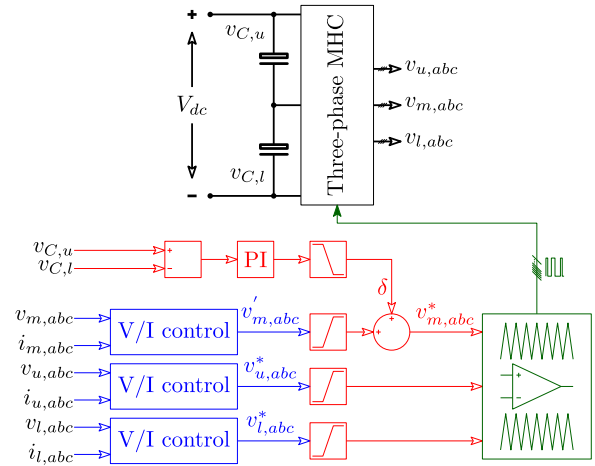 +
v_{C,u}
V_{dc}
v_{C,l}
-
Three-phase MHC
v_{u,abc}
v_{m,abc}
v_{l,abc}
v_{C,u}
v_{C,l}
+
-
PI
δ
v_{m,abc}
i_{m,abc}
V/I control
v'_{m,abc}
+
+
v^*_{m,abc}
v_{u,abc}
i_{u,abc}
V/I control
v^*_{u,abc}
+
-
v_{l,abc}
i_{l,abc}
V/I control
v^*_{l,abc}